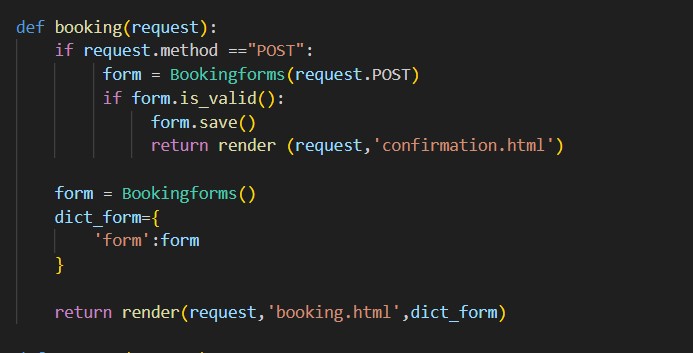 def booking(request):
    if request.method =="POST":
         form = Bookingforms(request.POST)
         if form.is_valid():
              form.save()
              return render (request,'confirmation.html')

    form = Bookingforms()
    dict_form={
        'form':form
    }

    return render(request,'booking.html',dict_form)